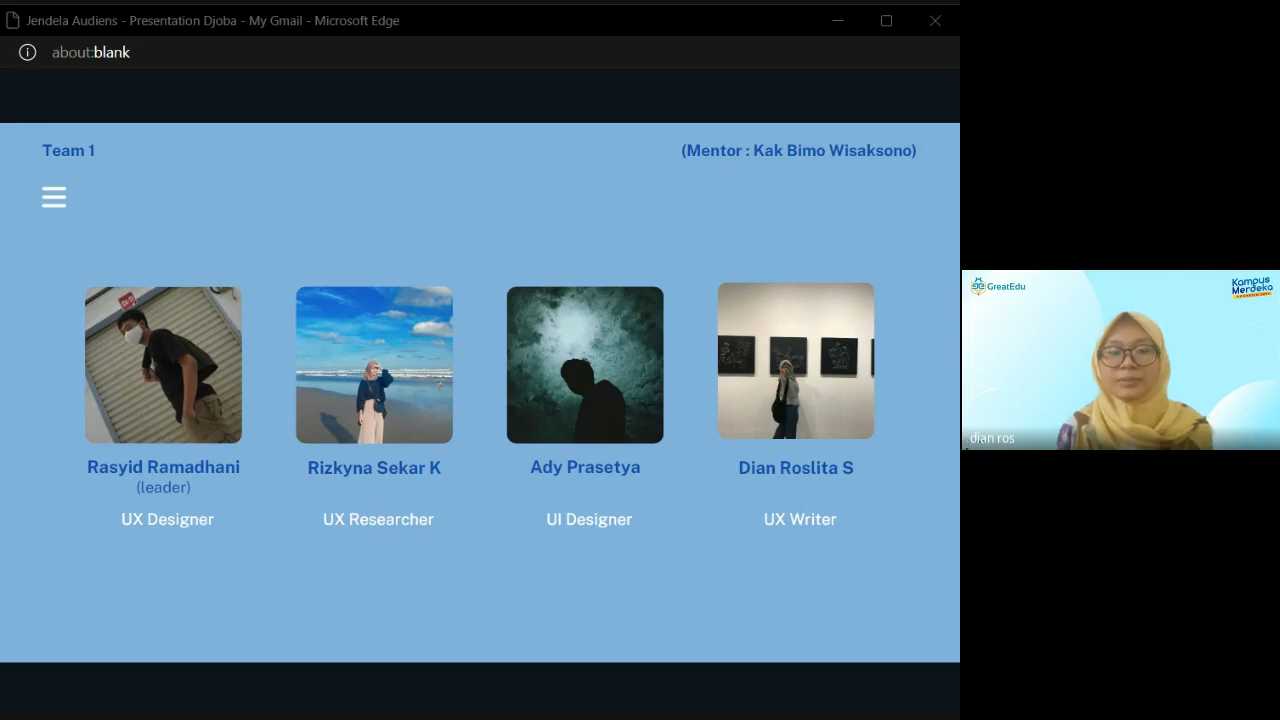 Jendela Audiens - Presentation Djoba - My Gmail - Microsoft Edge
about:blank
Team 1
(Mentor : Kak Bimo Wisaksono)
Rasyid Ramadhani
(leader)
UX Designer
Rizkyna Sekar K
UX Researcher
Ady Prasetya
UI Designer
Dian Roslita S
UX Writer
GreatEdu
Kampus
Merdeka
dian ros